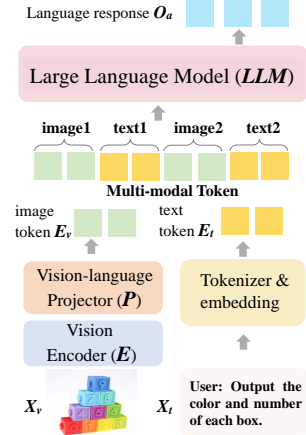 Language response O_a
Large Language Model (LLM)
image1 text1 image2 text2
Multi-modal Token
image token E_v
text token E_t
Vision-language Projector (P)
Tokenizer & embedding
Vision Encoder (E)
X_v
X_t
User: Output the
color and number
of each box.